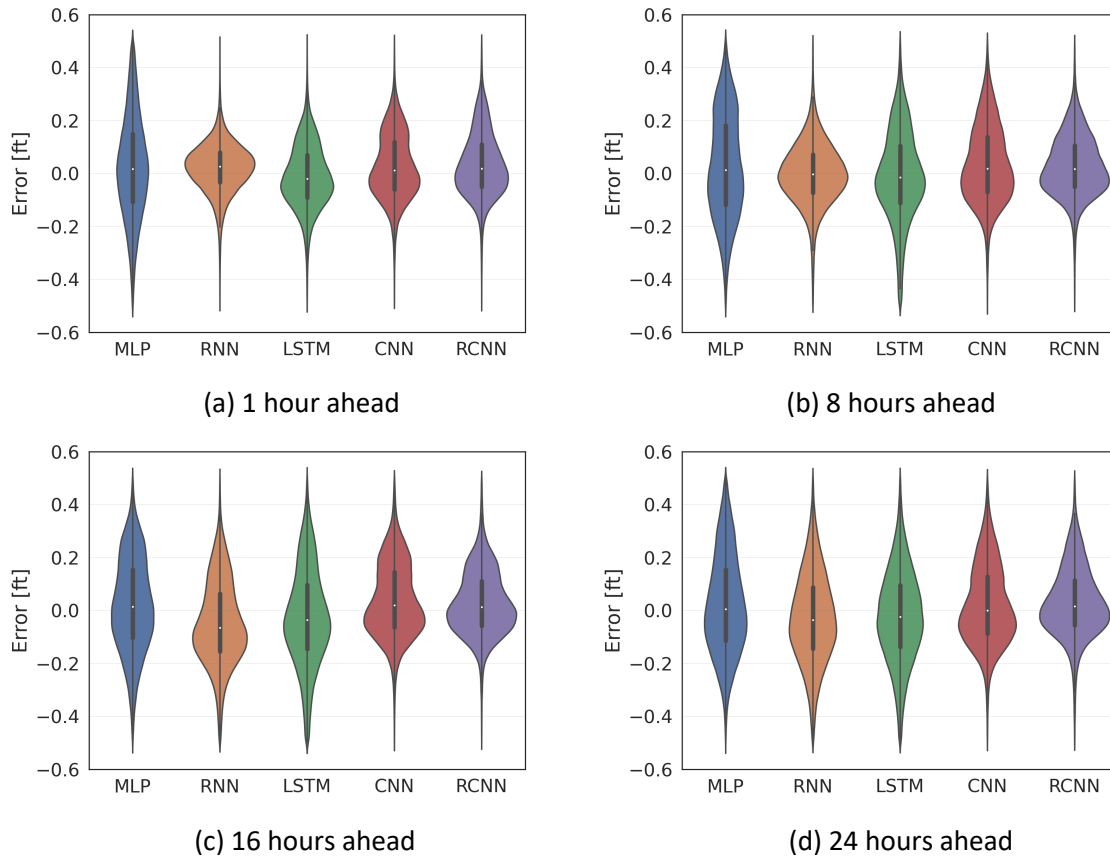 0.6
0.4
0.2
0.0
−0.2
−0.4
−0.6
Error [ft]
MLP RNN LSTM CNN RCNN
(a) 1 hour ahead
0.6
0.4
0.2
0.0
−0.2
−0.4
−0.6
Error [ft]
MLP RNN LSTM CNN RCNN
(b) 8 hours ahead
0.6
0.4
0.2
0.0
−0.2
−0.4
−0.6
Error [ft]
MLP RNN LSTM CNN RCNN
(c) 16 hours ahead
0.6
0.4
0.2
0.0
−0.2
−0.4
−0.6
Error [ft]
MLP RNN LSTM CNN RCNN
(d) 24 hours ahead